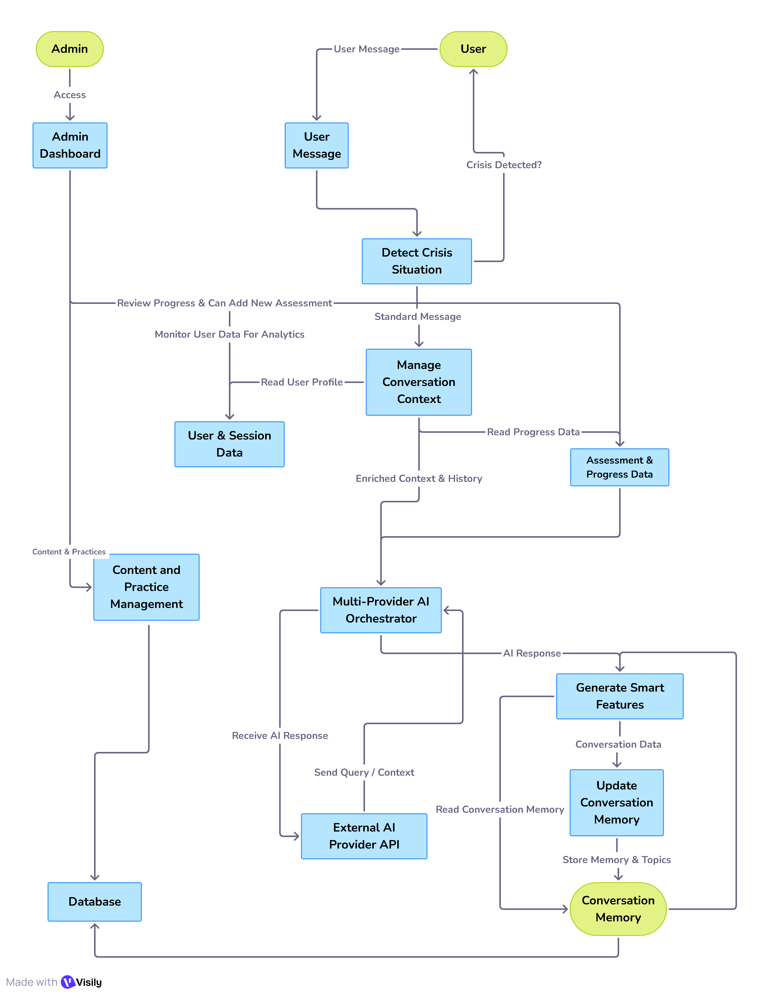 Admin
User Message
User
Access
Admin
Dashboard
User
Message
Crisis Detected?
Detect Crisis
Situation
Review Progress & Can Add New Assessment
Standard Message
Monitor User Data For Analytics
Manage
Conversation
Context
Read User Profile
User & Session
Data
Read Progress Data
Assessment &
Progress Data
Enriched Context & History
Content & Practices
Content and
Practice
Management
Multi-Provider AI
Orchestrator
AI Response
Generate Smart
Features
Receive AI Response
Conversation Data
Send Query / Context
Update
Conversation
Memory
Read Conversation Memory
External AI
Provider API
Store Memory & Topics
Database
Conversation
Memory
Made with Visily